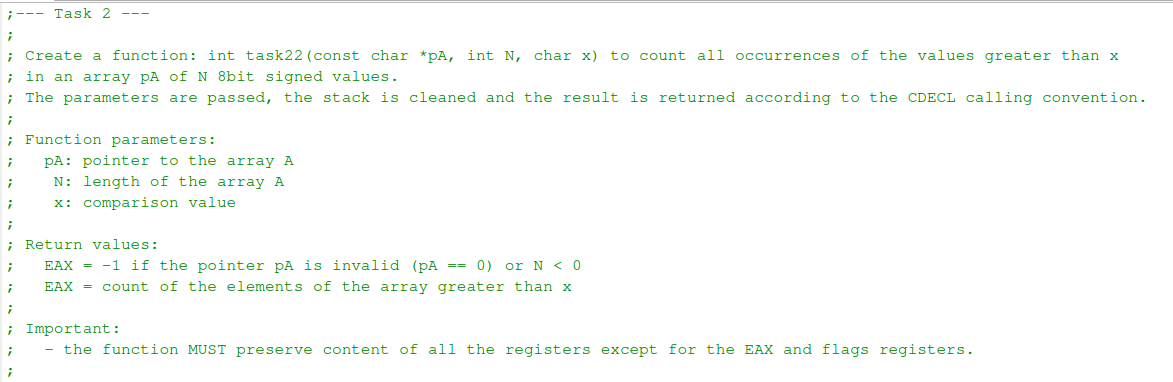 ;--- Task 2 ---
;
; Create a function: int task22(const char *pA, int N, char x) to count all occurrences of the values greater than x
; in an array pA of N 8bit signed values.
; The parameters are passed, the stack is cleaned and the result is returned according to the CDECL calling convention.
;
; Function parameters:
;   pA: pointer to the array A
;    N: length of the array A
;    x: comparison value
;
; Return values:
;   EAX = -1 if the pointer pA is invalid (pA == 0) or N < 0
;   EAX = count of the elements of the array greater than x
;
; Important:
;   - the function MUST preserve content of all the registers except for the EAX and flags registers.
;